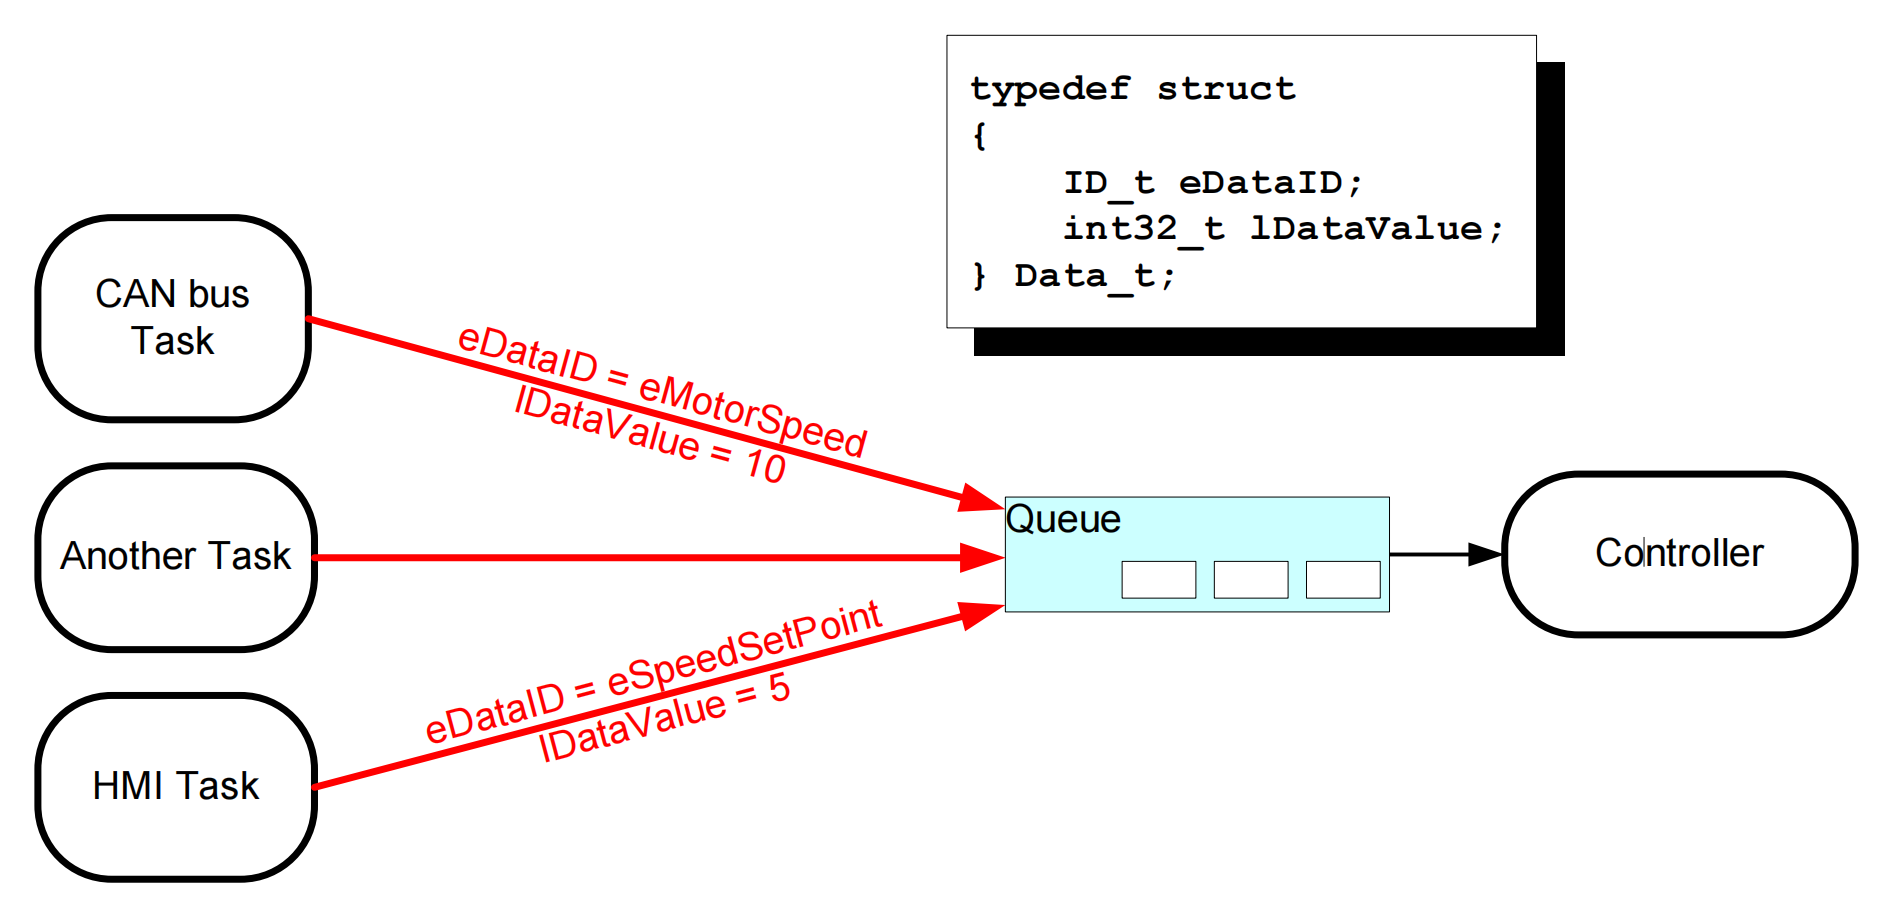 typedef struct
{
ID_t eDataID;
int32_t lDataValue;
} Data_t;
CAN bus
Task
eDataID = eMotorSpeed
lDataValue = 10
Another Task
Queue
Controller
eDataID = eSpeedSetPoint
lDataValue = 5
HMI Task